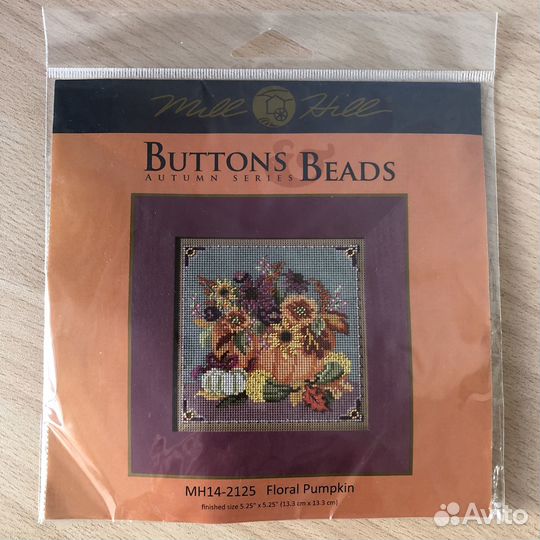 Mill Hill
BUTTONS & BEADS
AUTUMN SERIES
MH14-2125 Floral Pumpkin
finished size 5.25" x 5.25" (13.3 cm x 13.3 cm)
Avito